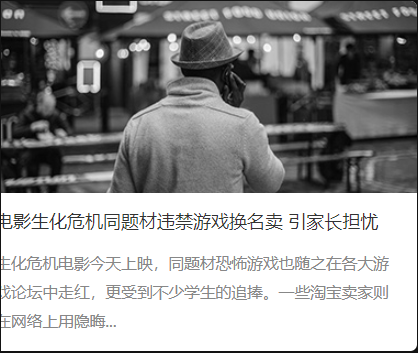 电影生化危机同题材违禁游戏换名卖 引家长担忧
生化危机电影今天上映，同题材恐怖游戏也随之在各大游
戏论坛中走红，更受到不少学生的追捧。一些淘宝卖家则
在网络上用隐晦...